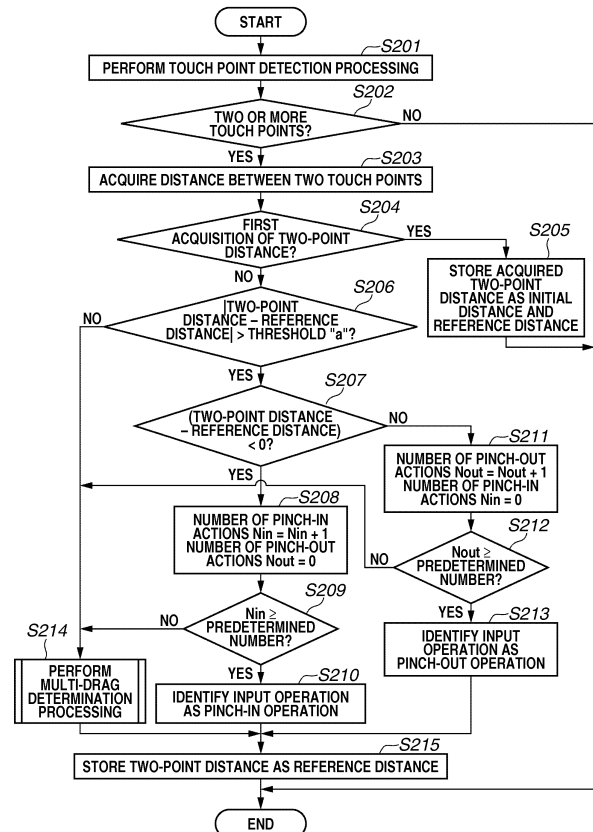 START
S201
PERFORM TOUCH POINT DETECTION PROCESSING
S202
TWO OR MORE
TOUCH POINTS?
NO
YES
S203
ACQUIRE DISTANCE BETWEEN TWO TOUCH POINTS
S204
FIRST
ACQUISITION OF TWO-POINT
DISTANCE?
YES
NO
S205
STORE ACQUIRED
TWO-POINT
DISTANCE AS INITIAL
DISTANCE AND
REFERENCE DISTANCE
S206
|TWO-POINT
DISTANCE – REFERENCE
DISTANCE| > THRESHOLD "a"?
NO
YES
S207
(TWO-POINT DISTANCE
– REFERENCE DISTANCE)
< 0?
NO
YES
S211
NUMBER OF PINCH-OUT
ACTIONS Nout = Nout + 1
NUMBER OF PINCH-IN
ACTIONS Nin = 0
S208
NUMBER OF PINCH-IN
ACTIONS Nin = Nin + 1
NUMBER OF PINCH-OUT
ACTIONS Nout = 0
S212
Nout ≥
PREDETERMINED
NUMBER?
NO
YES
S209
Nin ≥
PREDETERMINED
NUMBER?
NO
YES
S213
IDENTIFY INPUT
OPERATION AS
PINCH-OUT OPERATION
S214
PERFORM
MULTI-DRAG
DETERMINATION
PROCESSING
S210
IDENTIFY INPUT OPERATION
AS PINCH-IN OPERATION
S215
STORE TWO-POINT DISTANCE AS REFERENCE DISTANCE
END